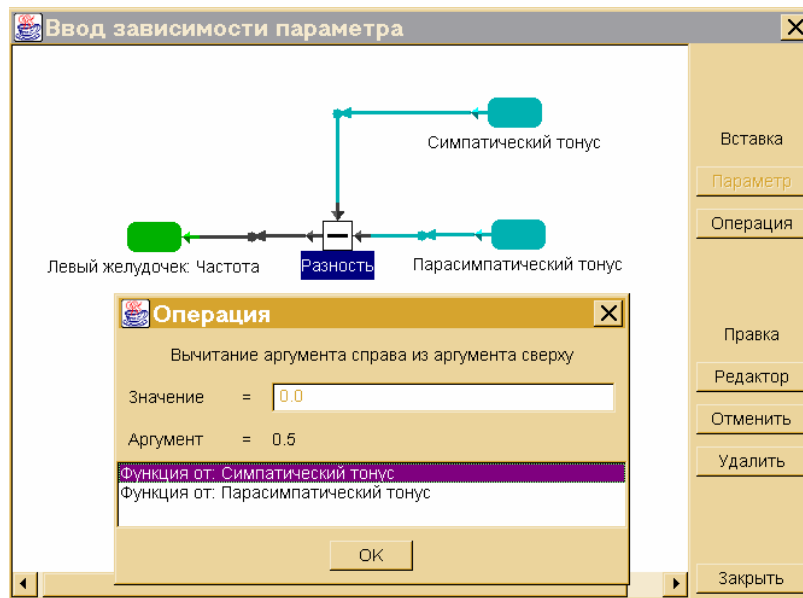 Ввод зависимости параметра
Симпатический тонус
Вставка
Параметр
Операция
Левый желудочек: Частота
Разность
Парасимпатический тонус
Операция
Вычитание аргумента справа из аргумента сверху
Значение = 0.0
Аргумент = 0.5
Функция от: Симпатический тонус
Функция от: Парасимпатический тонус
OK
Правка
Редактор
Отменить
Удалить
Закрыть